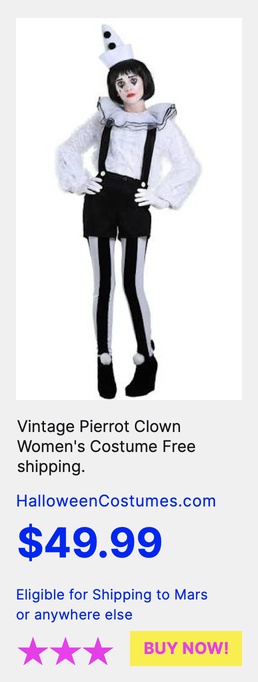 Vintage Pierrot Clown
Women's Costume Free
shipping.
HalloweenCostumes.com
$49.99
Eligible for Shipping to Mars
or anywhere else
BUY NOW!